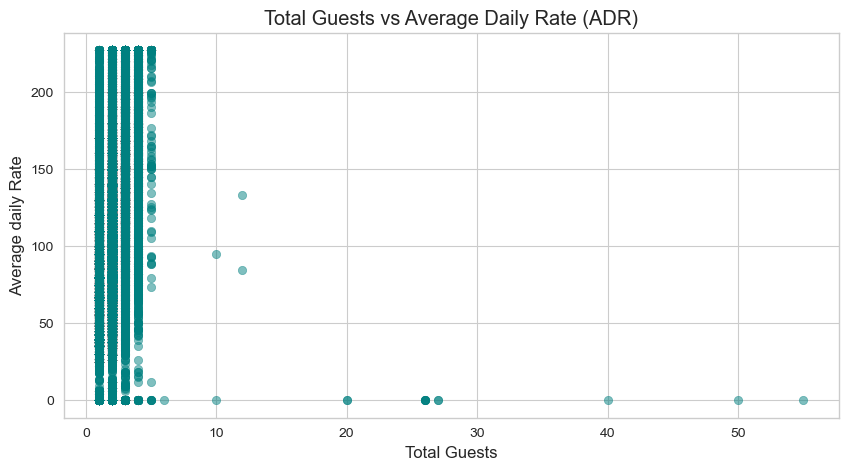 Total Guests vs Average Daily Rate (ADR)
Average daily Rate
200
150
100
50
0
0 10 20 30 40 50
Total Guests